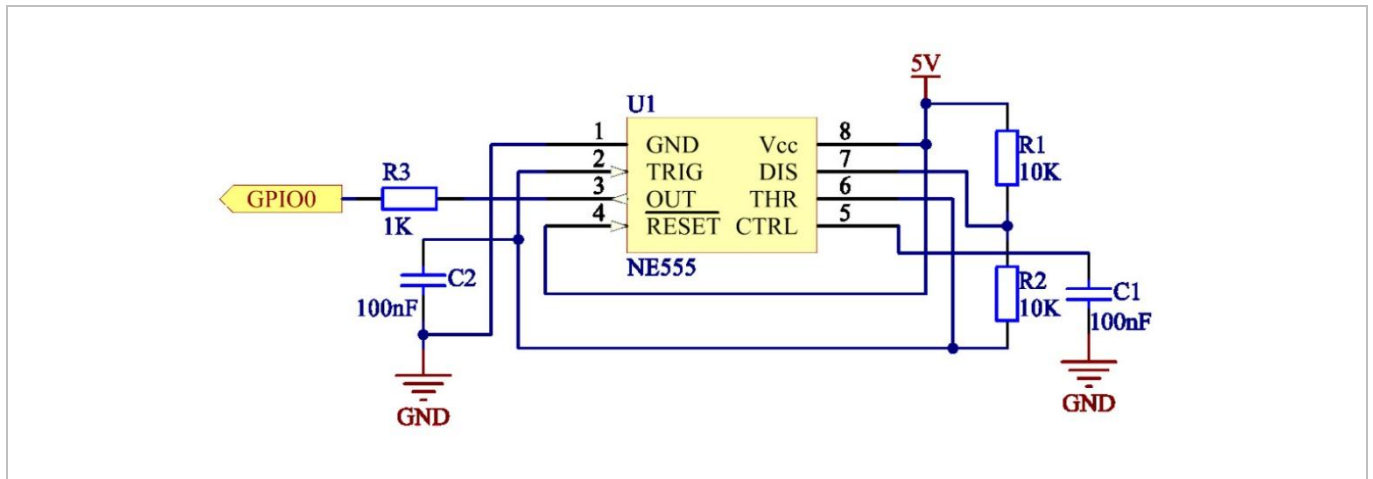 5V
U1
1 GND Vcc 8
2 TRIG DIS 7
3 OUT THR 6
4 RESET CTRL 5
NE555
R3
1K
GPIO0
R1
10K
R2
10K
C2
100nF
C1
100nF
GND
GND